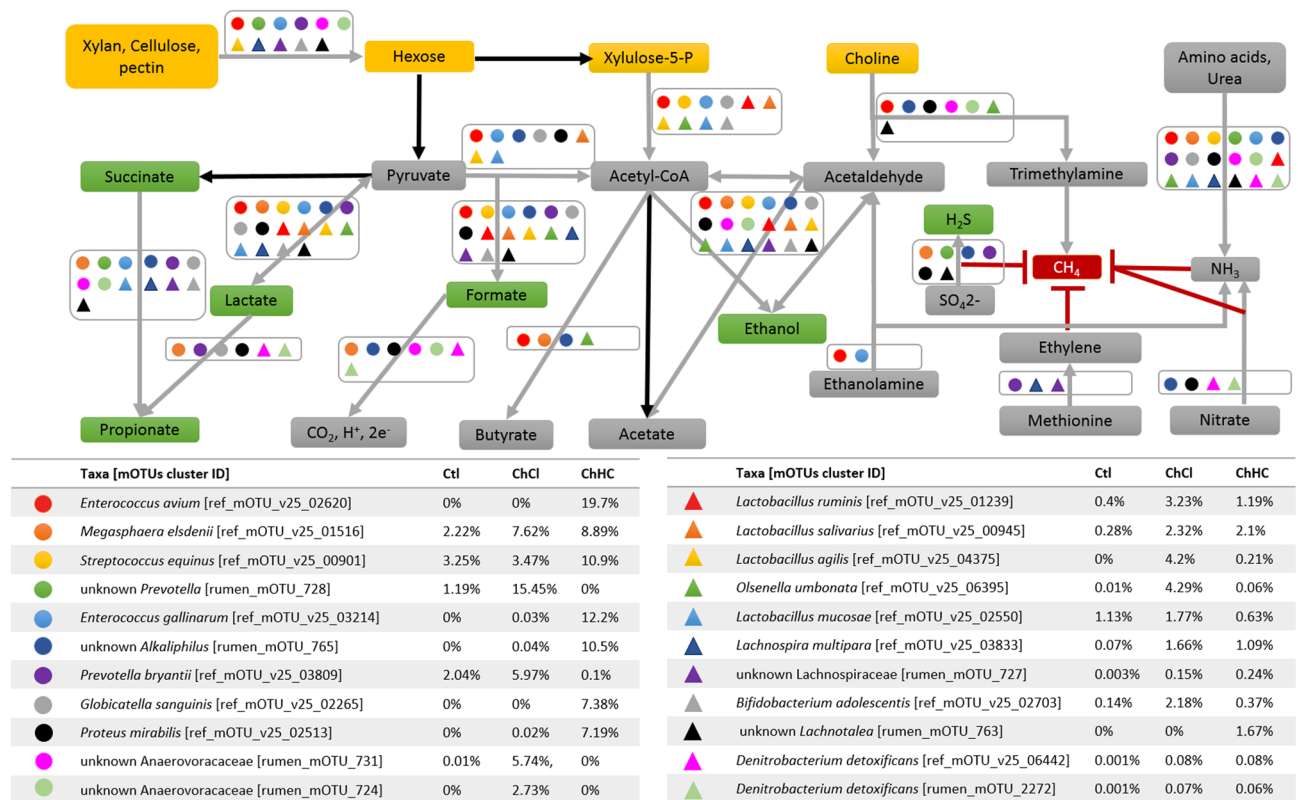 Xylan, Cellulose,
pectin
Hexose
Xylulose-5-P
Choline
Amino acids,
Urea
Succinate
Pyruvate
Acetyl-CoA
Acetaldehyde
Trimethylamine
H2S
CH4
NH3
SO42-
Lactate
Formate
Ethanol
Ethanolamine
Ethylene
Methionine
Nitrate
Propionate
CO2, H+, 2e-
Butyrate
Acetate
Taxa [mOTUs cluster ID] Ctl ChCl ChHC
Enterococcus avium [ref_mOTU_v25_02620] 0% 0% 19.7%
Megasphaera elsdenii [ref_mOTU_v25_01516] 2.22% 7.62% 8.89%
Streptococcus equinus [ref_mOTU_v25_00901] 3.25% 3.47% 10.9%
unknown Prevotella [rumen_mOTU_728] 1.19% 15.45% 0%
Enterococcus gallinarum [ref_mOTU_v25_03214] 0% 0.03% 12.2%
unknown Alkaliphilus [rumen_mOTU_765] 0% 0.04% 10.5%
Prevotella bryantii [ref_mOTU_v25_03809] 2.04% 5.97% 0.1%
Globicatella sanguinis [ref_mOTU_v25_02265] 0% 0% 7.38%
Proteus mirabilis [ref_mOTU_v25_02513] 0% 0.02% 7.19%
unknown Anaerovoracaceae [rumen_mOTU_731] 0.01% 5.74%, 0%
unknown Anaerovoracaceae [rumen_mOTU_724] 0% 2.73% 0%
Taxa [mOTUs cluster ID] Ctl ChCl ChHC
Lactobacillus ruminis [ref_mOTU_v25_01239] 0.4% 3.23% 1.19%
Lactobacillus salivarius [ref_mOTU_v25_00945] 0.28% 2.32% 2.1%
Lactobacillus agilis [ref_mOTU_v25_04375] 0% 4.2% 0.21%
Olsenella umbonata [ref_mOTU_v25_06395] 0.01% 4.29% 0.06%
Lactobacillus mucosae [ref_mOTU_v25_02550] 1.13% 1.77% 0.63%
Lachnospira multipara [ref_mOTU_v25_03833] 0.07% 1.66% 1.09%
unknown Lachnospiraceae [rumen_mOTU_727] 0.003% 0.15% 0.24%
Bifidobacterium adolescentis [ref_mOTU_v25_02703] 0.14% 2.18% 0.37%
unknown Lachnotalea [rumen_mOTU_763] 0% 0% 1.67%
Denitrobacterium detoxificans [ref_mOTU_v25_06442] 0.001% 0.08% 0.08%
Denitrobacterium detoxificans [rumen_mOTU_2272] 0.001% 0.07% 0.06%